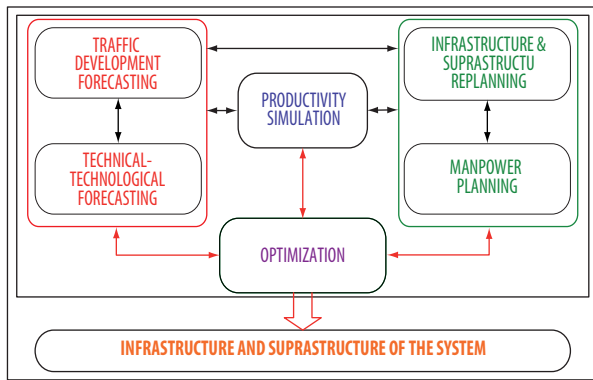 TRAFFIC
DEVELOPMENT
FORECASTING
INFRASTRUCTURE &
SUPRASTRUCTU
REPLANNING
PRODUCTIVITY
SIMULATION
TECHNICAL-
TECHNOLOGICAL
FORECASTING
MANPOWER
PLANNING
OPTIMIZATION
INFRASTRUCTURE AND SUPRASTRUCTURE OF THE SYSTEM